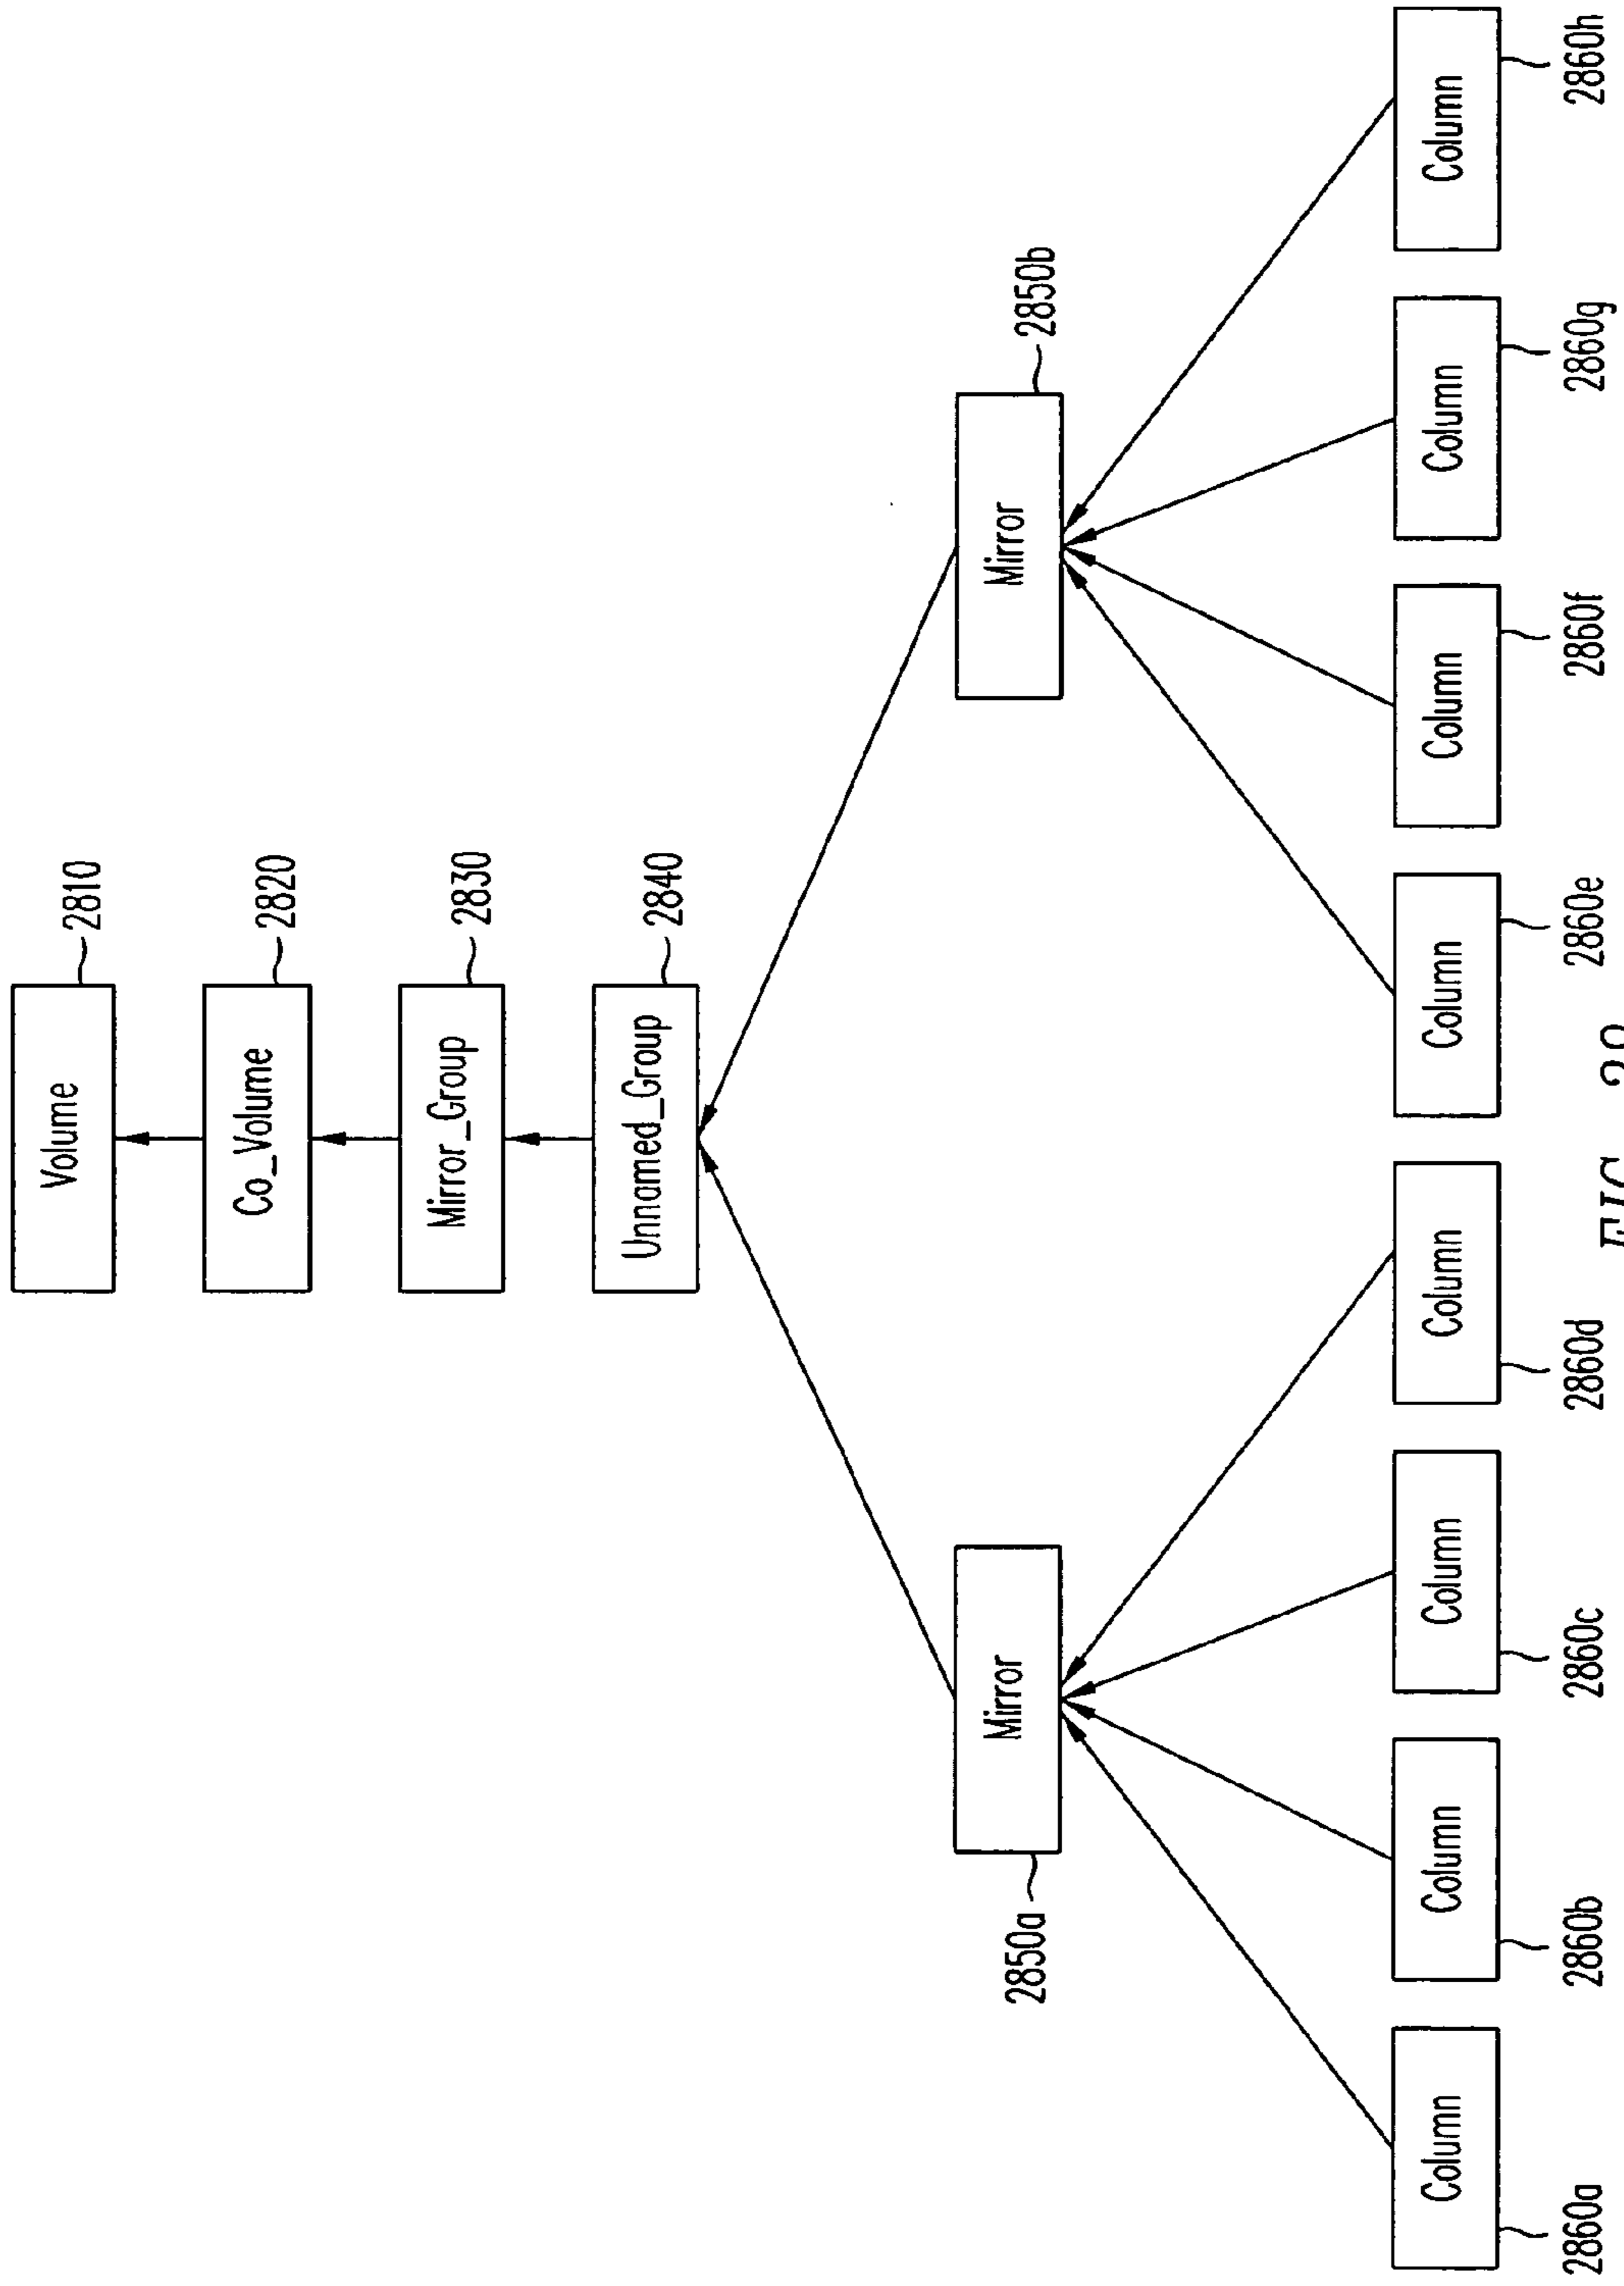 Volume
2810
Co_Volume
2820
Mirror_Group
2830
Unnamed_Group
2840
Mirror
2850a
Mirror
2850b
Column
2860a
Column
2860b
Column
2860c
Column
2860d
Column
2860e
Column
2860f
Column
2860g
Column
2860h